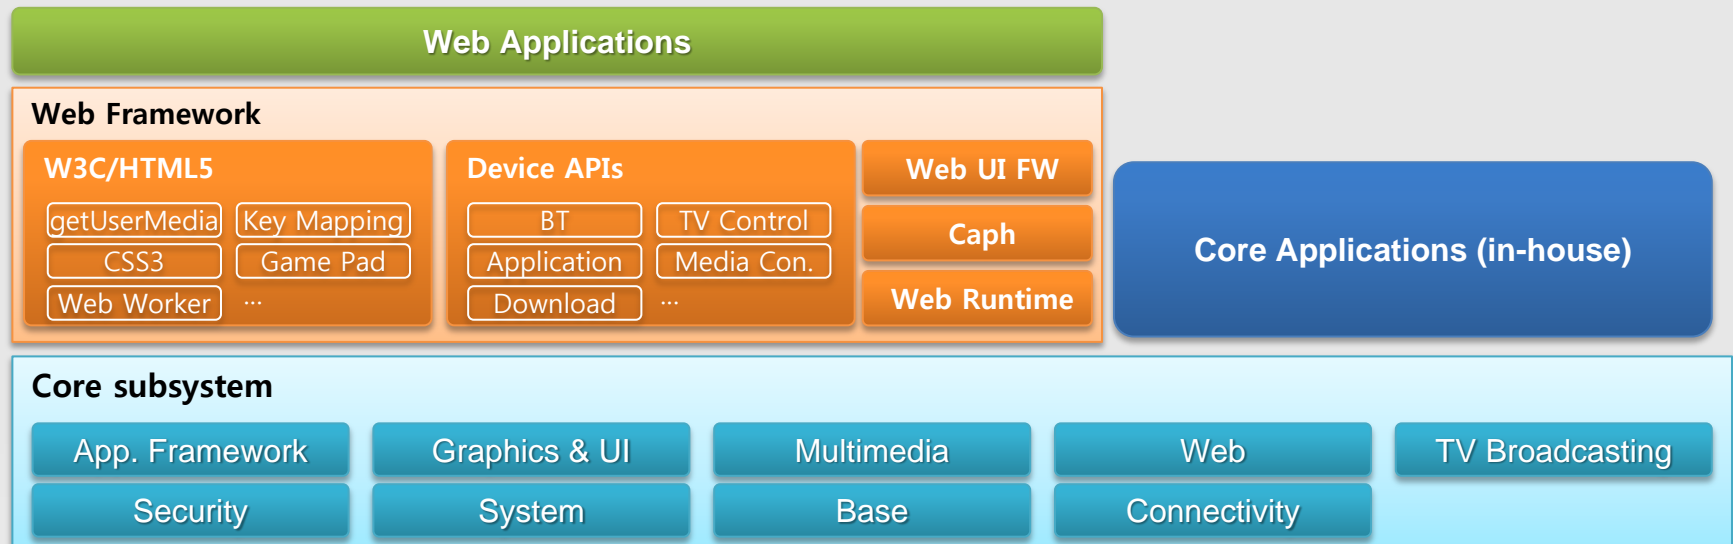 Web Applications
Web Framework
W3C/HTML5
getUserMedia
Key Mapping
CSS3
Game Pad
Web Worker
...
Device APIs
BT
TV Control
Application
Media Con.
Download
...
Web UI FW
Caph
Web Runtime
Core Applications (in-house)
Core subsystem
App. Framework
Graphics & UI
Multimedia
Web
TV Broadcasting
Security
System
Base
Connectivity